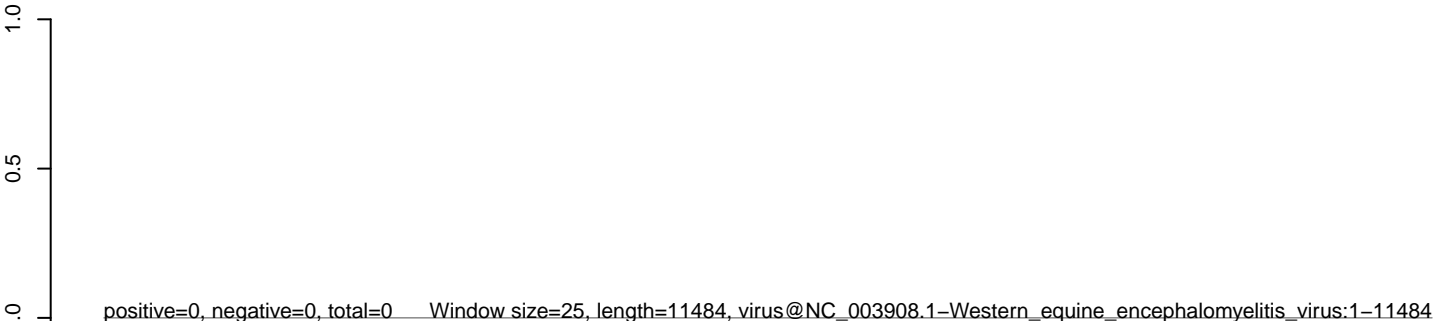 1.0
0.5
.0
positive=0, negative=0, total=0 Window size=25, length=11484, virus@NC_003908.1−Western_equine_encephalomyelitis_virus:1−11484